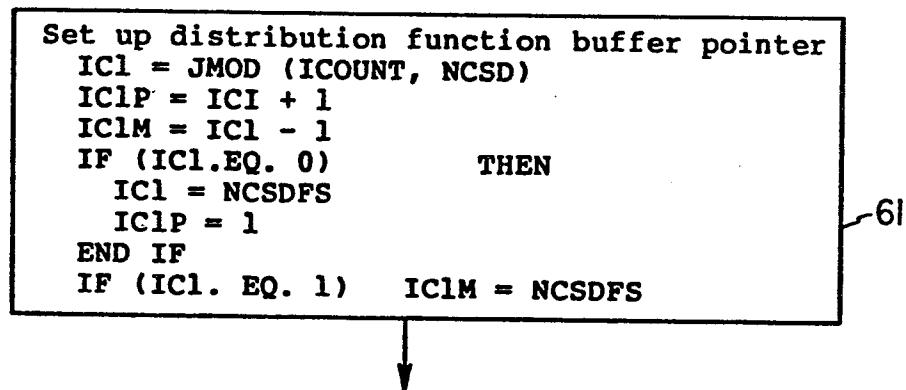 Set up distribution function buffer pointer
IC1 = JMOD (ICOUNT, NCSD)
IC1P = ICI + 1
IC1M = IC1 - 1
IF (IC1.EQ. 0) THEN
IC1 = NCSDFS
IC1P = 1
END IF
IF (IC1. EQ. 1) IC1M = NCSDFS
61